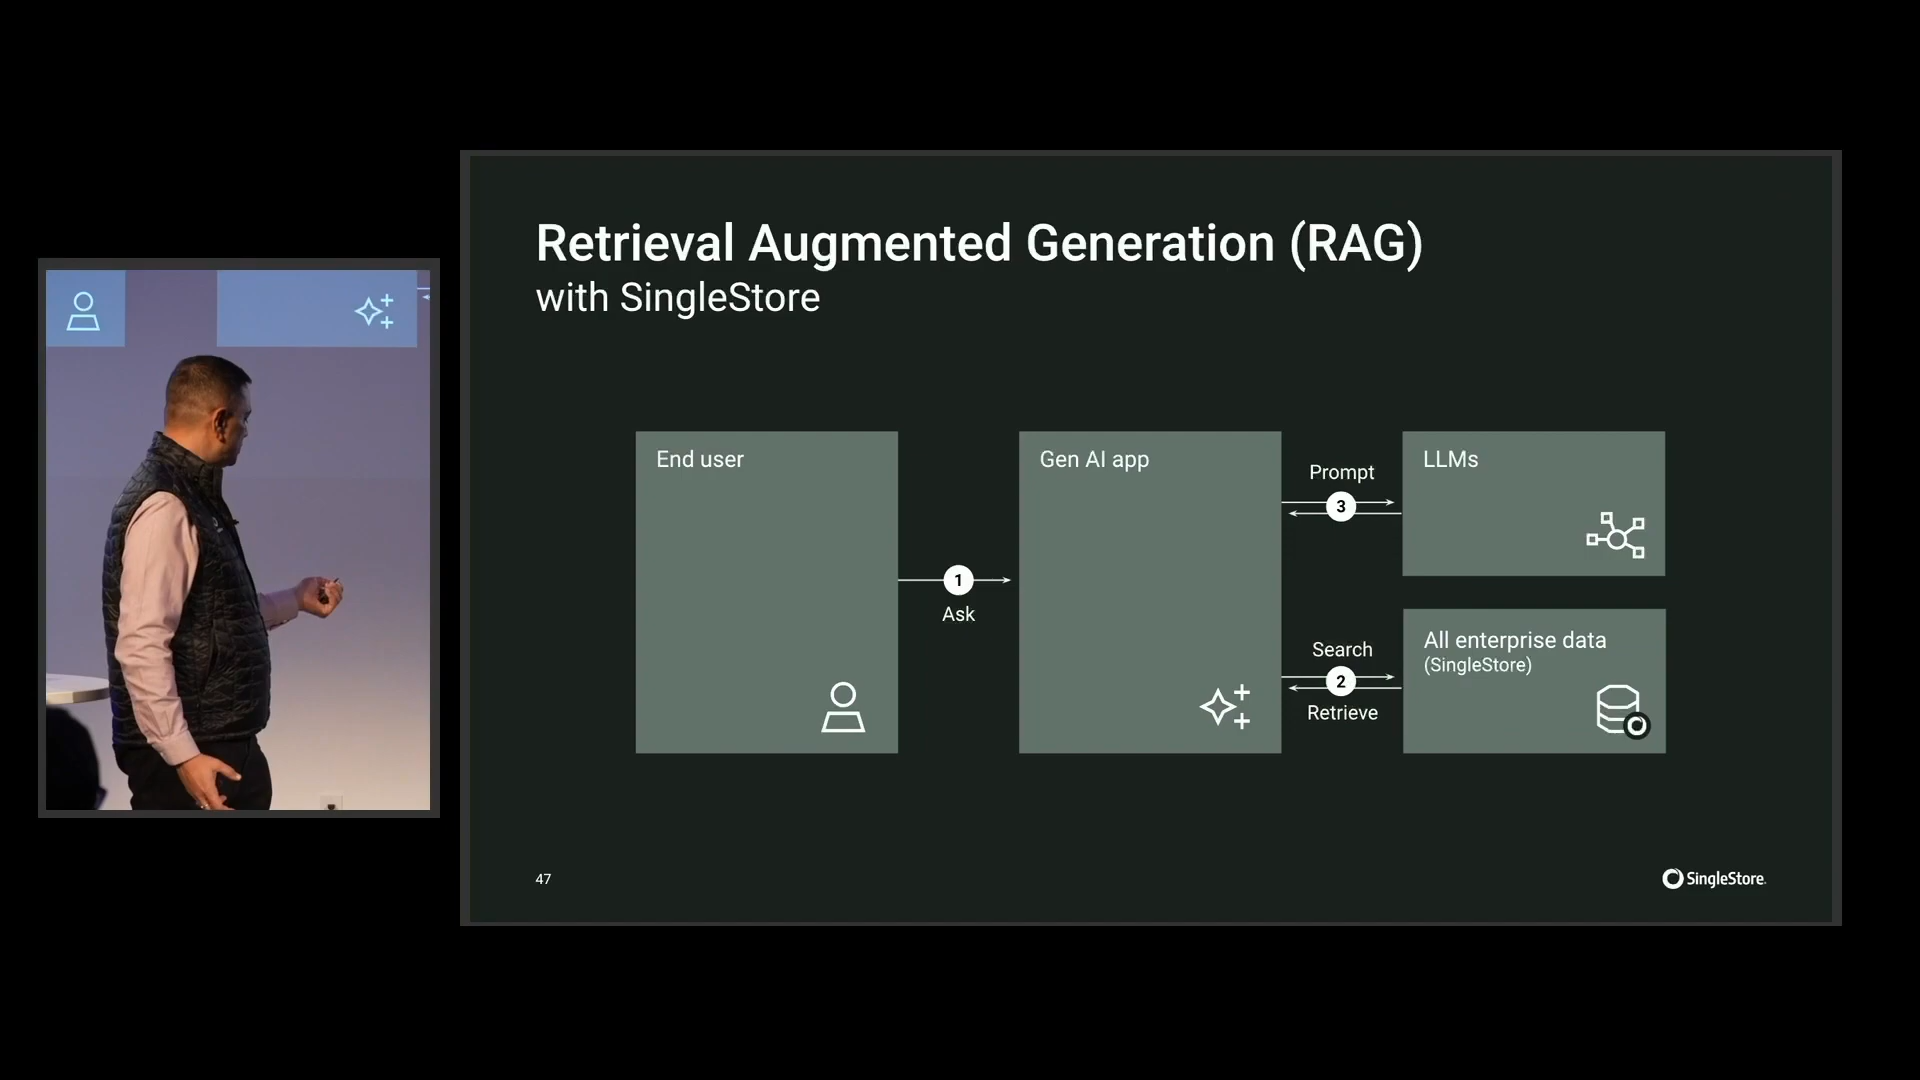 Retrieval Augmented Generation (RAG)
with SingleStore
End user
1
Ask
Gen AI app
Prompt
3
LLMs
Search
2
Retrieve
All enterprise data
(SingleStore)
47
SingleStore